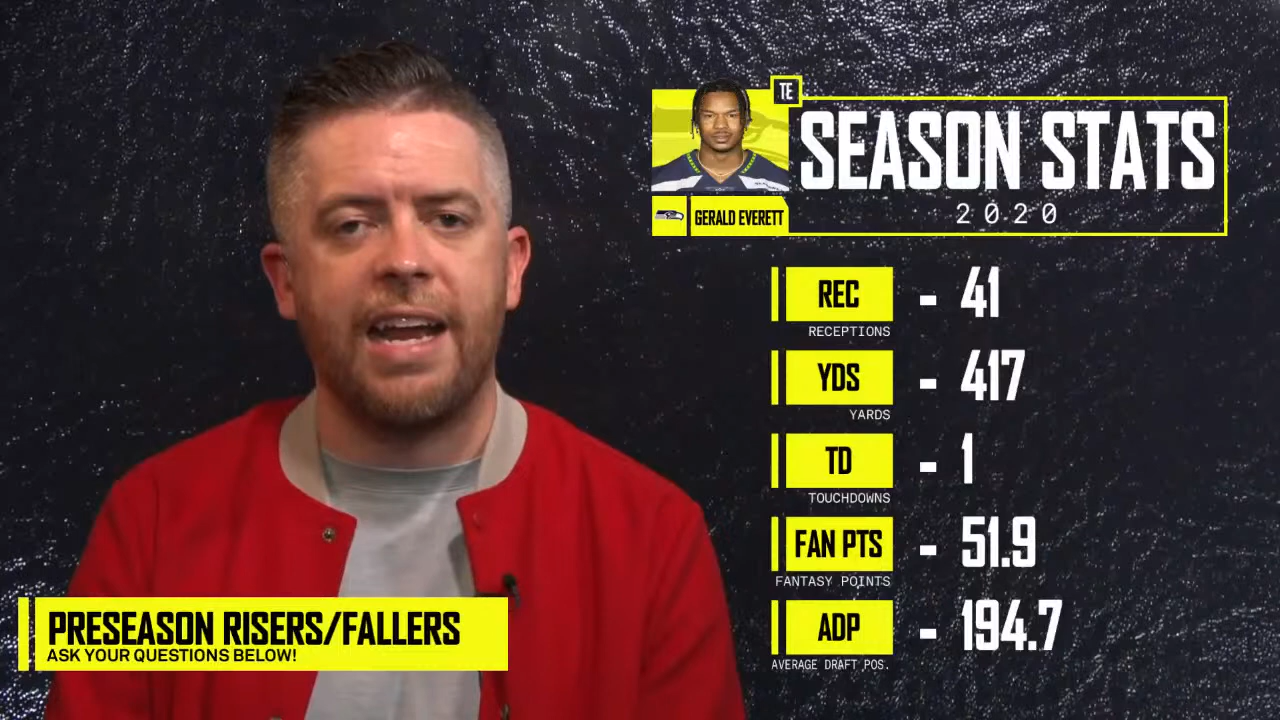 TE
SEASON STATS
2020
GERALD EVERETT
REC - 41
RECEPTIONS
YDS - 417
YARDS
TD - 1
TOUCHDOWNS
FAN PTS - 51.9
FANTASY POINTS
ADP - 194.7
AVERAGE DRAFT POS.
PRESEASON RISERS/FALLERS
ASK YOUR QUESTIONS BELOW!